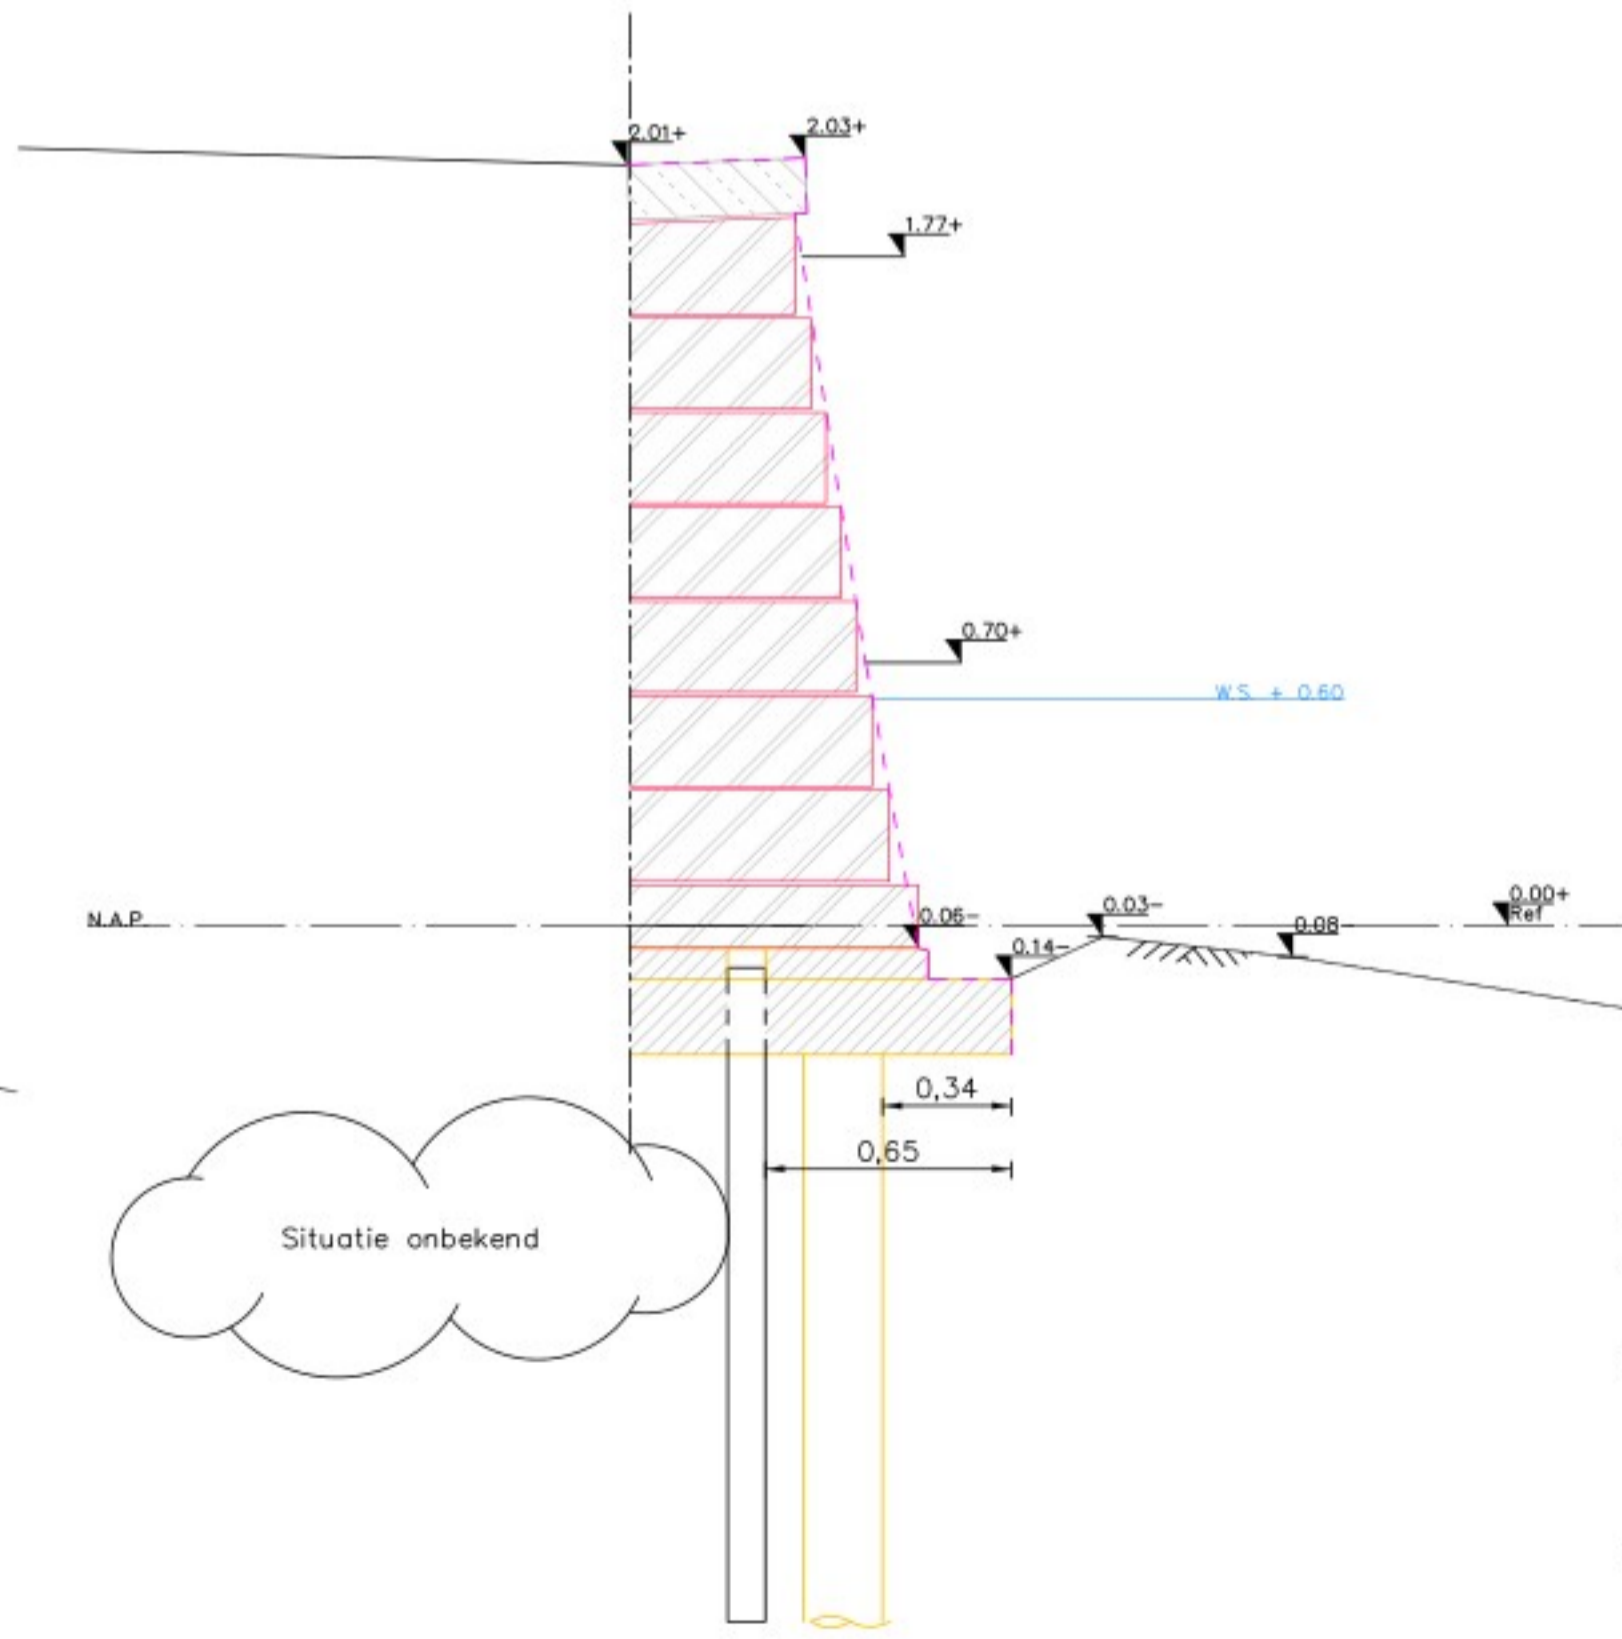 2.01+
2.03+
1.77+
0.70+
W.S. + 0.60
N.A.P.
0.06-
0.14-
0.03-
0.08
0.00+
Ref
0,34
0,65
Situatie onbekend